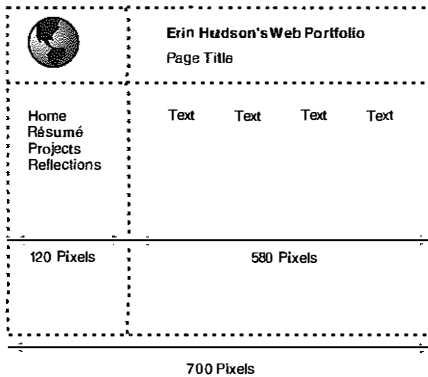 Erin Hudson's Web Portfolio
Page Title
Home
Résumé
Projects
Reflections
Text Text Text Text
120 Pixels 580 Pixels
700 Pixels